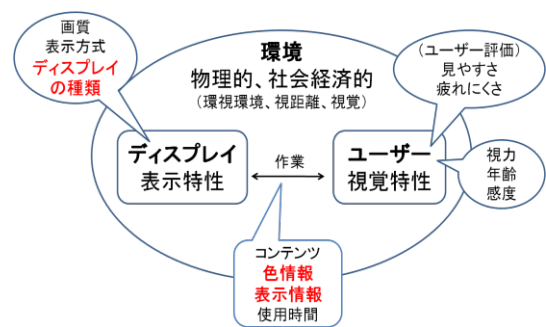 画質
表示方式
ディスプレイ
の種類
環境
物理的、社会経済的
（環視環境、視距離、視覚）
（ユーザー評価）
見やすさ
疲れにくさ
ディスプレイ
表示特性
作業
ユーザー
視覚特性
視力
年齢
感度
コンテンツ
色情報
表示情報
使用時間